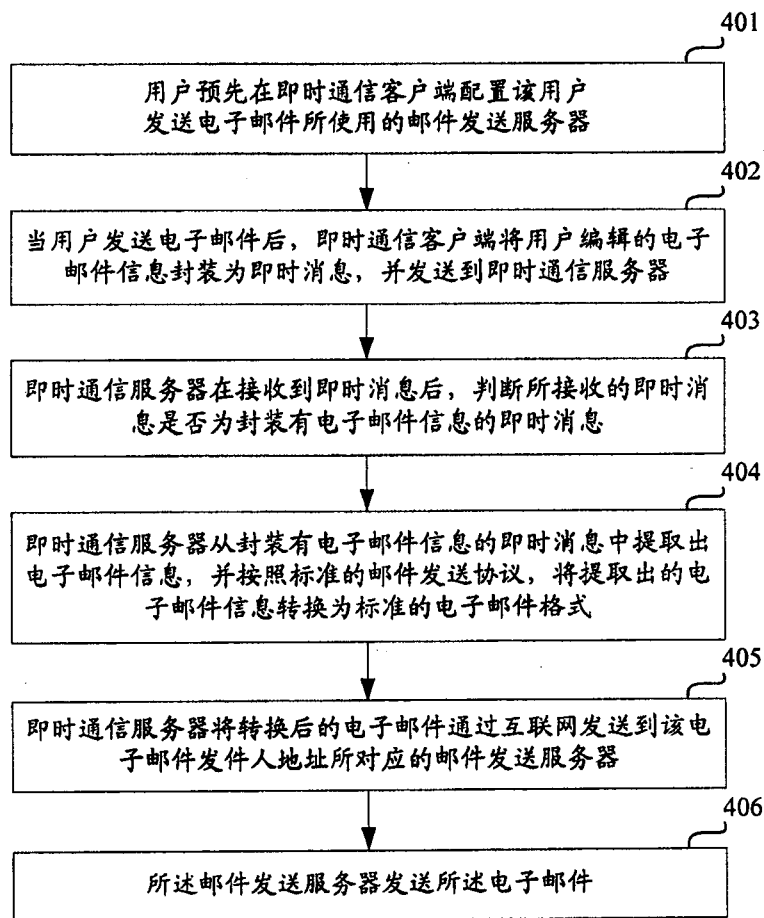 401
用户预先在即时通信客户端配置该用户
发送电子邮件所使用的邮件发送服务器
402
当用户发送电子邮件后，即时通信客户端将用户编辑的电子
邮件信息封装为即时消息，并发送到即时通信服务器
403
即时通信服务器在接收到即时消息后，判断所接收的即时消
息是否为封装有电子邮件信息的即时消息
404
即时通信服务器从封装有电子邮件信息的即时消息中提取出
电子邮件信息，并按照标准的邮件发送协议，将提取出的电
子邮件信息转换为标准的电子邮件格式
405
即时通信服务器将转换后的电子邮件通过互联网发送到该电
子邮件发件人地址所对应的邮件发送服务器
406
所述邮件发送服务器发送所述电子邮件